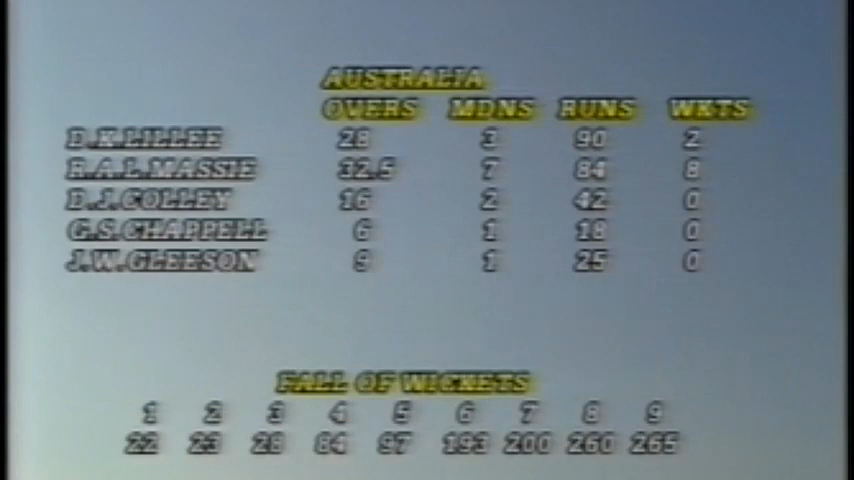 AUSTRALIA
OVERS MDNS RUNS WKTS
D.K.LILLEE 28 3 90 2
R.A.L.MASSIE 32.5 7 84 8
D.J.COLLEY 16 2 42 0
G.S.CHAPPELL 6 1 18 0
J.W.GLEESON 9 1 25 0
FALL OF WICKETS
1 2 3 4 5 6 7 8 9
22 23 28 84 97 193 200 260 265